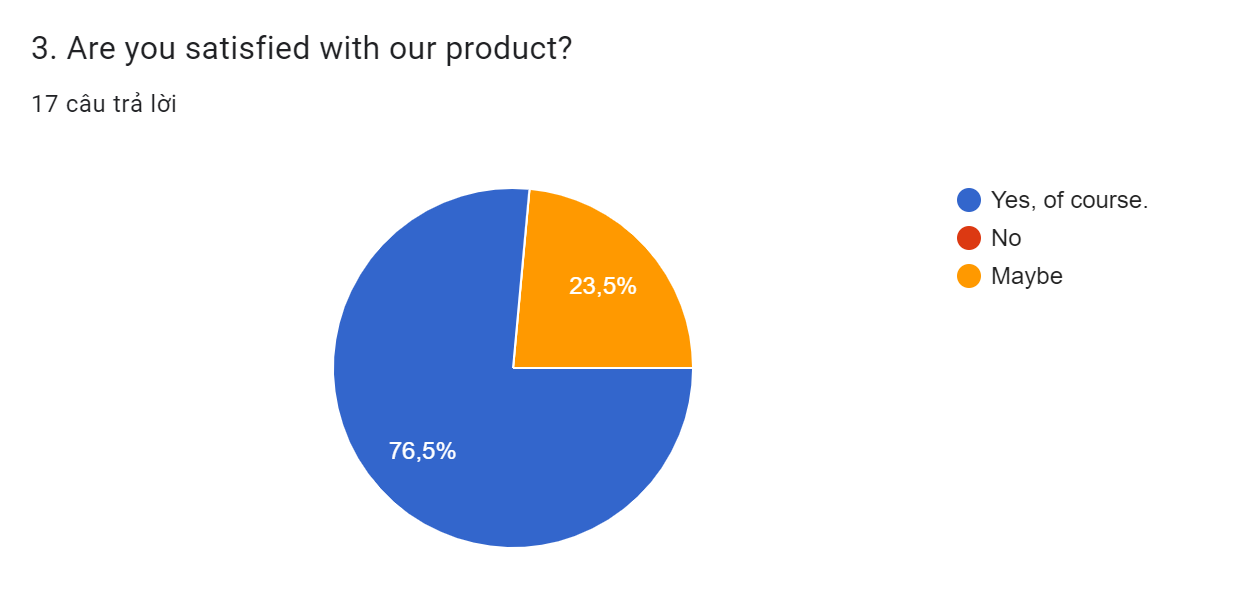 3. Are you satisfied with our product?
17 câu trả lời
Yes, of course.
No
Maybe
23,5%
76,5%